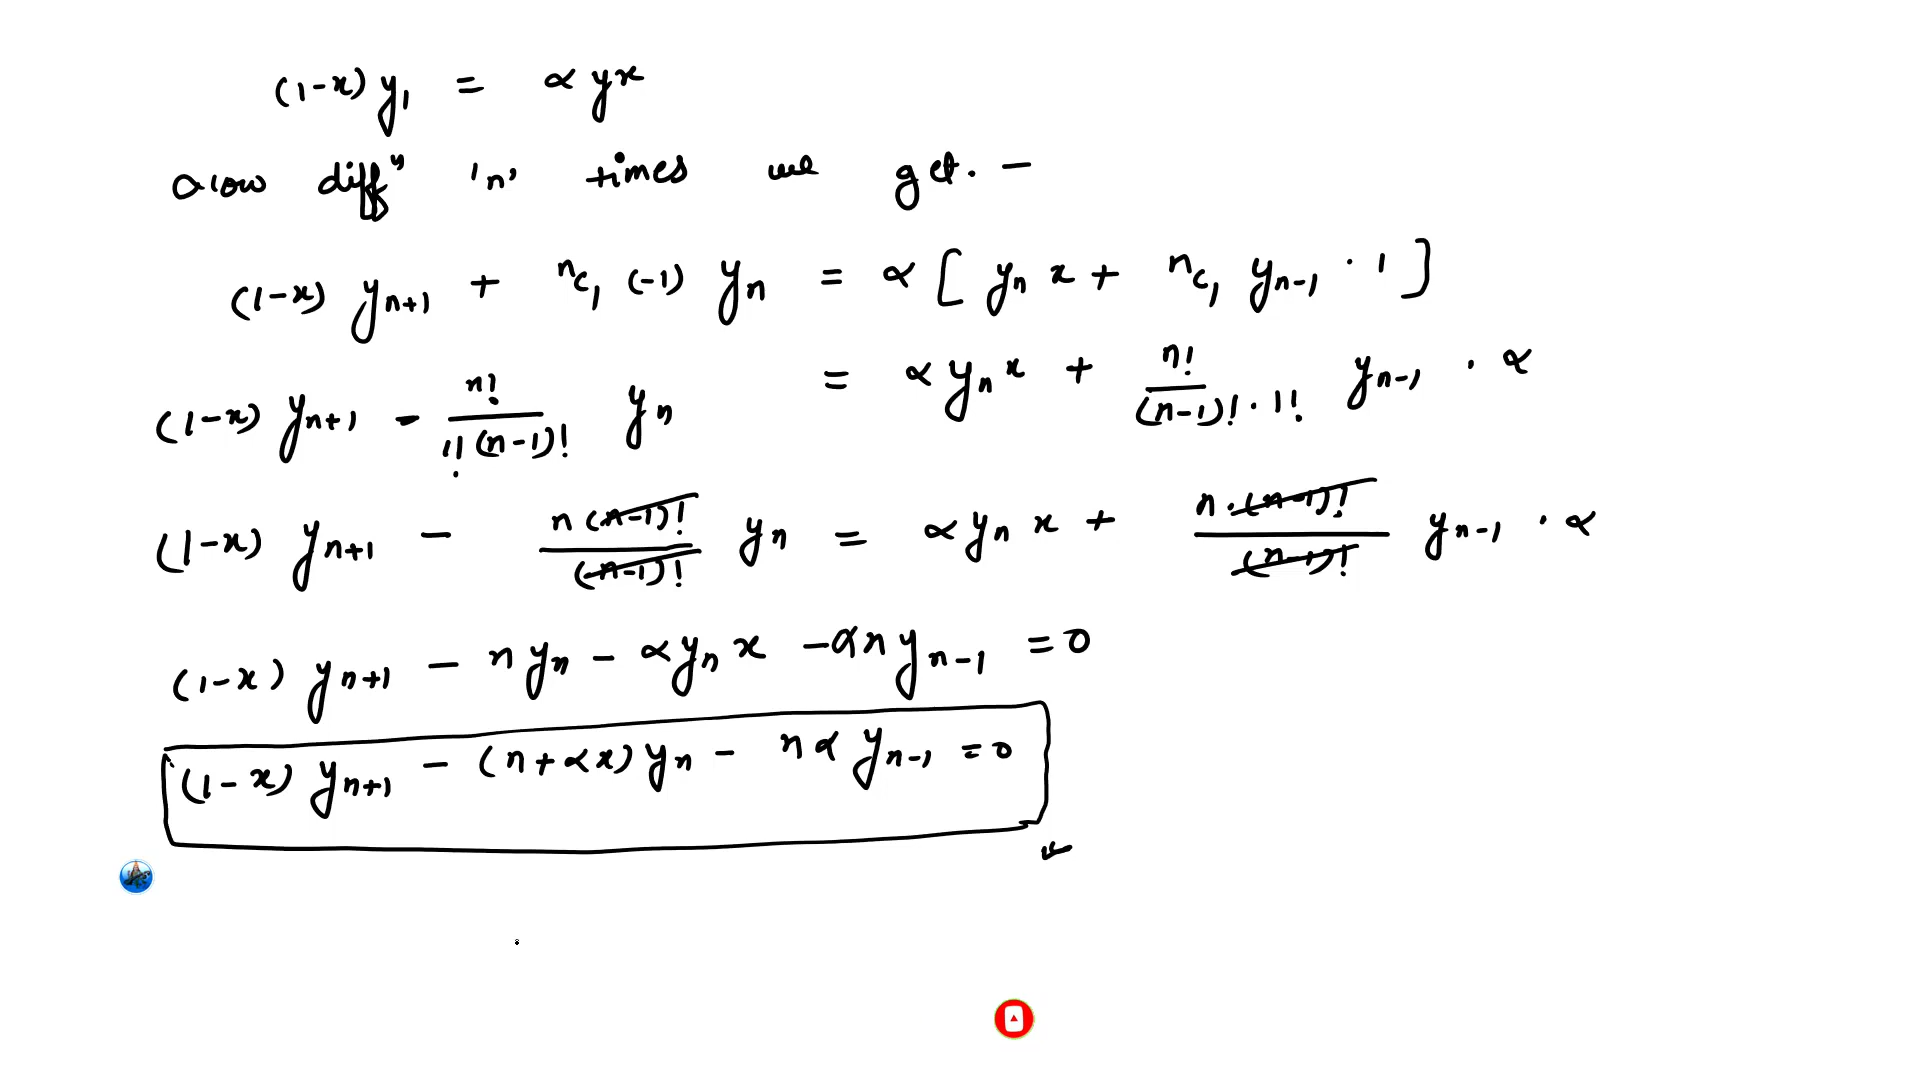 (1-x) y₁ = α y x
Now diffⁿ 'n' times we get. –
(1-x) yₙ₊₁ + ⁿC₁ (-1) yₙ = α [ yₙ x + ⁿC₁ yₙ₋₁ · 1 ]
(1-x) yₙ₊₁ - n!/(1! (n-1)!) yₙ = α yₙ x + n!/((n-1)! · 1!) yₙ₋₁ · α
(1-x) yₙ₊₁ - n(n-1)!/(n-1)! yₙ = α yₙ x + n·(n-1)!/(n-1)! yₙ₋₁ · α
(1-x) yₙ₊₁ - n yₙ - α yₙ x - α n yₙ₋₁ = 0
(1-x) yₙ₊₁ - (n+αx) yₙ - n α yₙ₋₁ = 0